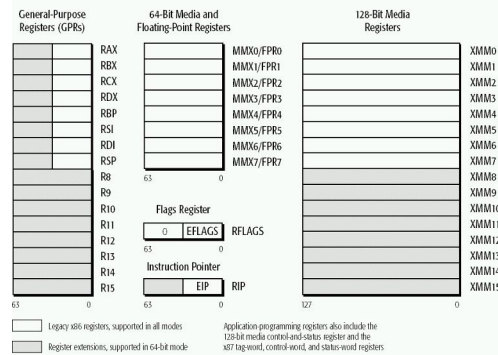 General-Purpose
Registers (GPRs)
64-Bit Media and
Floating-Point Registers
128-Bit Media
Registers
RAX
RBX
RCX
RDX
RBP
RSI
RDI
RSP
R8
R9
R10
R11
R12
R13
R14
R15
63 0
MMX0/FPR0
MMX1/FPR1
MMX2/FPR2
MMX3/FPR3
MMX4/FPR4
MMX5/FPR5
MMX6/FPR6
MMX7/FPR7
63 0
Flags Register
0 EFLAGS RFLAGS
63 0
Instruction Pointer
EIP RIP
63 0
XMM0
XMM1
XMM2
XMM3
XMM4
XMM5
XMM6
XMM7
XMM8
XMM9
XMM10
XMM11
XMM12
XMM13
XMM14
XMM15
127 0
Legacy x86 registers, supported in all modes
Register extensions, supported in 64-bit mode
Application-programming registers also include the
128-bit media control-and-status register and the
x87 tag-word, control-word, and status-word registers